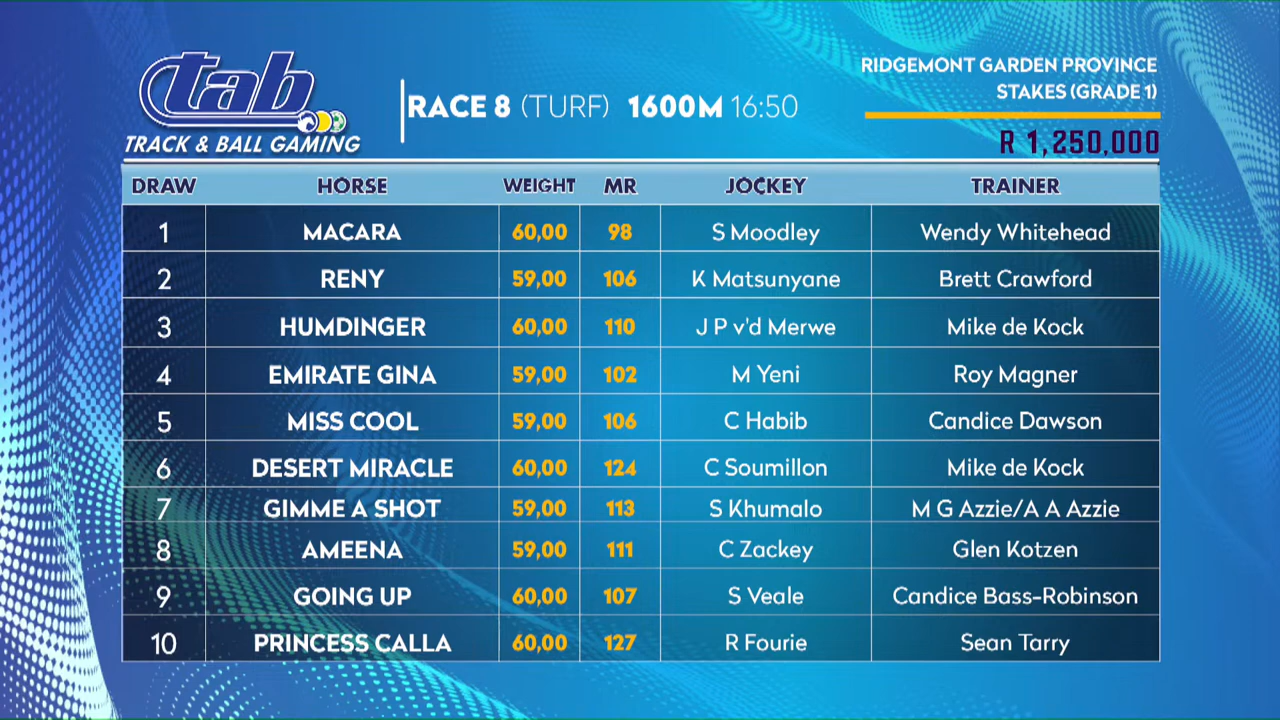 tab
TRACK & BALL GAMING
RACE 8 (TURF) 1600M 16:50
RIDGEMONT GARDEN PROVINCE
STAKES (GRADE 1)
R 1,250,000
DRAW HORSE WEIGHT MR JOCKEY TRAINER
1 MACARA 60,00 98 S Moodley Wendy Whitehead
2 RENY 59,00 106 K Matsunyane Brett Crawford
3 HUMDINGER 60,00 110 J P v'd Merwe Mike de Kock
4 EMIRATE GINA 59,00 102 M Yeni Roy Magner
5 MISS COOL 59,00 106 C Habib Candice Dawson
6 DESERT MIRACLE 60,00 124 C Soumillon Mike de Kock
7 GIMME A SHOT 59,00 113 S Khumalo M G Azzie/A A Azzie
8 AMEENA 59,00 111 C Zackey Glen Kotzen
9 GOING UP 60,00 107 S Veale Candice Bass-Robinson
10 PRINCESS CALLA 60,00 127 R Fourie Sean Tarry